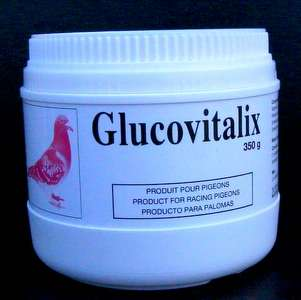 Glucovitalix
350 g
PRODUIT POUR PIGEONS
PRODUCT FOR RACING PIGEONS
PRODUCTO PARA PALOMAS